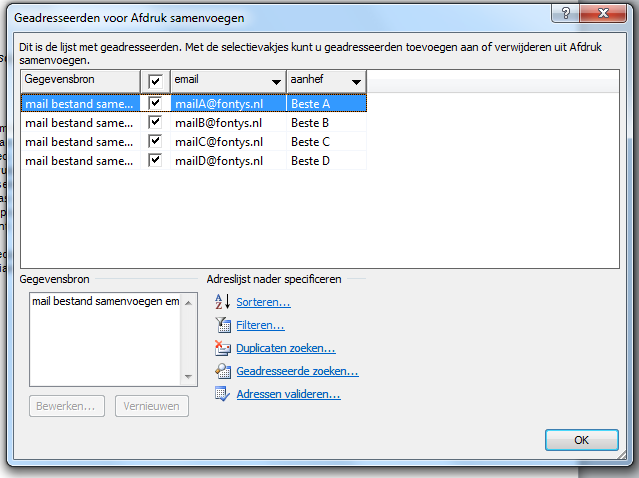 Geadresseerden voor Afdruk samenvoegen
Dit is de lijst met geadresseerden. Met de selectievakjes kunt u geadresseerden toevoegen aan of verwijderen uit Afdruk
samenvoegen.
Gegevensbron email aanhef
mail bestand same... mailA@fontys.nl Beste A
mail bestand same... mailB@fontys.nl Beste B
mail bestand same... mailC@fontys.nl Beste C
mail bestand same... mailD@fontys.nl Beste D
Gegevensbron
mail bestand samenvoegen em
Bewerken... Vernieuwen
Adreslijst nader specificeren
Sorteren...
Filteren...
Duplicaten zoeken...
Geadresseerde zoeken...
Adressen valideren...
OK